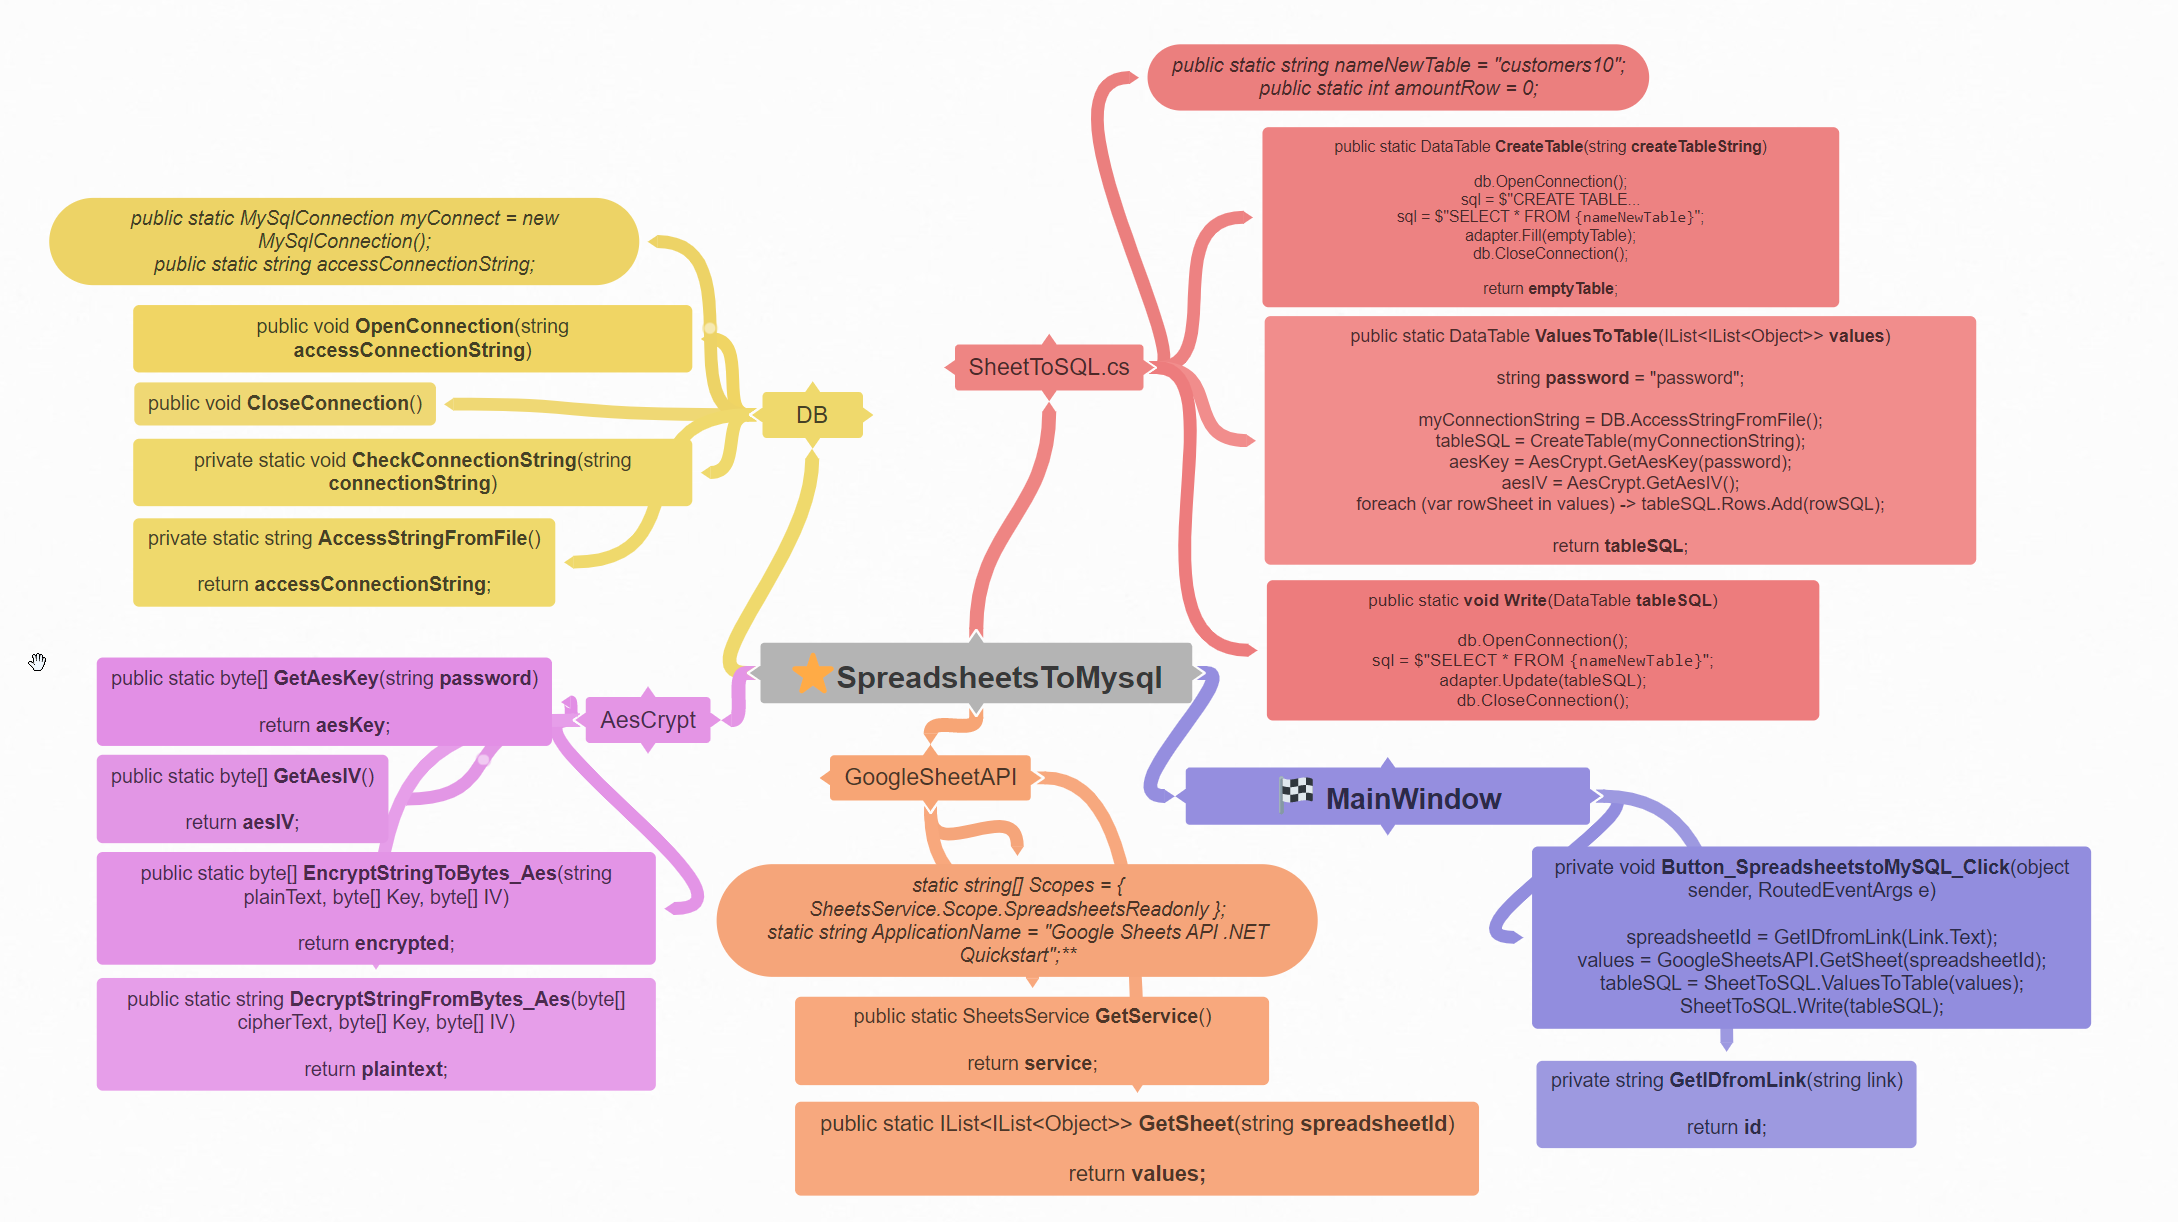 public static string nameNewTable = "customers10";
public static int amountRow = 0;
public static DataTable CreateTable(string createTableString)
db.OpenConnection();
sql = $"CREATE TABLE...
sql = $"SELECT * FROM {nameNewTable}";
adapter.Fill(emptyTable);
db.CloseConnection();
return emptyTable;
public static MySqlConnection myConnect = new
MySqlConnection();
public static string accessConnectionString;
public void OpenConnection(string
accessConnectionString)
public void CloseConnection()
private static void CheckConnectionString(string
connectionString)
private static string AccessStringFromFile()
return accessConnectionString;
DB
SheetToSQL.cs
public static DataTable ValuesToTable(IList<IList<Object>> values)
string password = "password";
myConnectionString = DB.AccessStringFromFile();
tableSQL = CreateTable(myConnectionString);
aesKey = AesCrypt.GetAesKey(password);
aesIV = AesCrypt.GetAesIV();
foreach (var rowSheet in values) -> tableSQL.Rows.Add(rowSQL);
return tableSQL;
public static void Write(DataTable tableSQL)
db.OpenConnection();
sql = $"SELECT * FROM {nameNewTable}";
adapter.Update(tableSQL);
db.CloseConnection();
SpreadsheetsToMysql
public static byte[] GetAesKey(string password)
return aesKey;
AesCrypt
public static byte[] GetAesIV()
return aesIV;
public static byte[] EncryptStringToBytes_Aes(string
plainText, byte[] Key, byte[] IV)
return encrypted;
public static string DecryptStringFromBytes_Aes(byte[]
cipherText, byte[] Key, byte[] IV)
return plaintext;
GoogleSheetAPI
static string[] Scopes = {
SheetsService.Scope.SpreadsheetsReadonly };
static string ApplicationName = "Google Sheets API .NET
Quickstart";**
public static SheetsService GetService()
return service;
public static IList<IList<Object>> GetSheet(string spreadsheetId)
return values;
MainWindow
private void Button_SpreadsheetstoMySQL_Click(object
sender, RoutedEventArgs e)
spreadsheetId = GetIDfromLink(Link.Text);
values = GoogleSheetsAPI.GetSheet(spreadsheetId);
tableSQL = SheetToSQL.ValuesToTable(values);
SheetToSQL.Write(tableSQL);
private string GetIDfromLink(string link)
return id;